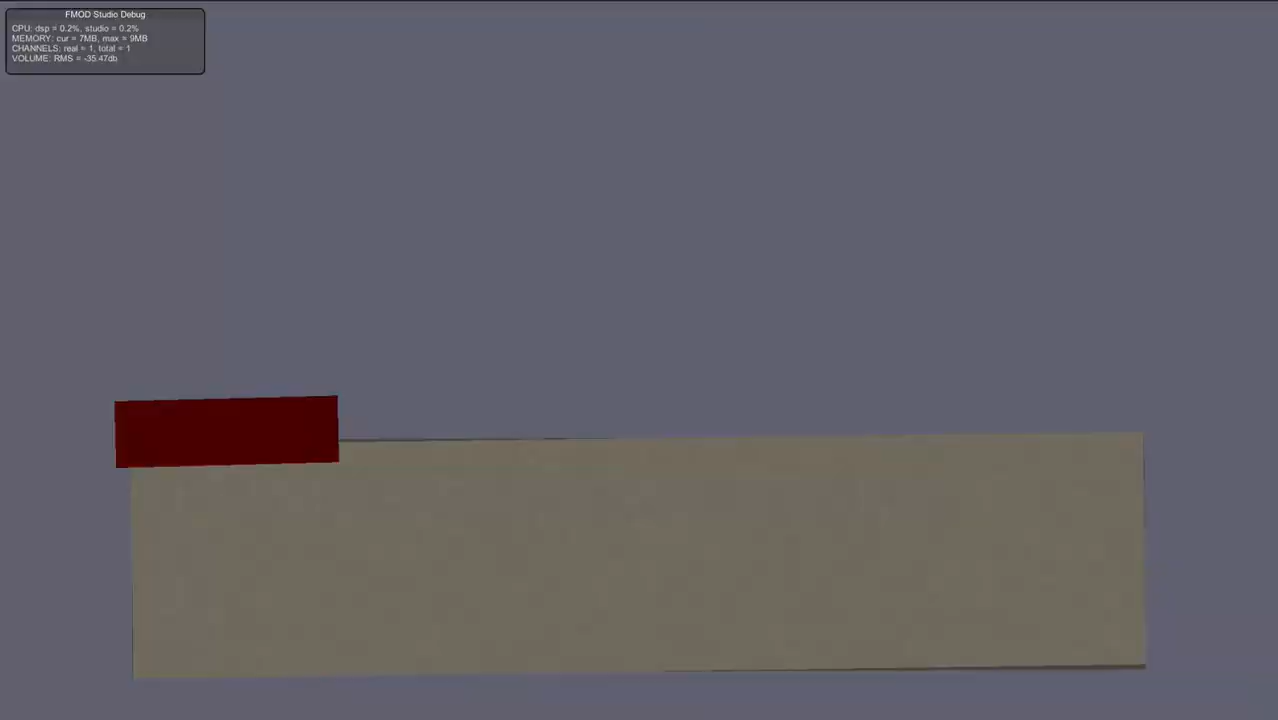 FMOD Studio Debug
CPU: dsp = 0.2%, studio = 0.2%
MEMORY: cur = 7MB, max = 9MB
CHANNELS: real = 1, total = 1
VOLUME: RMS = -35.47db